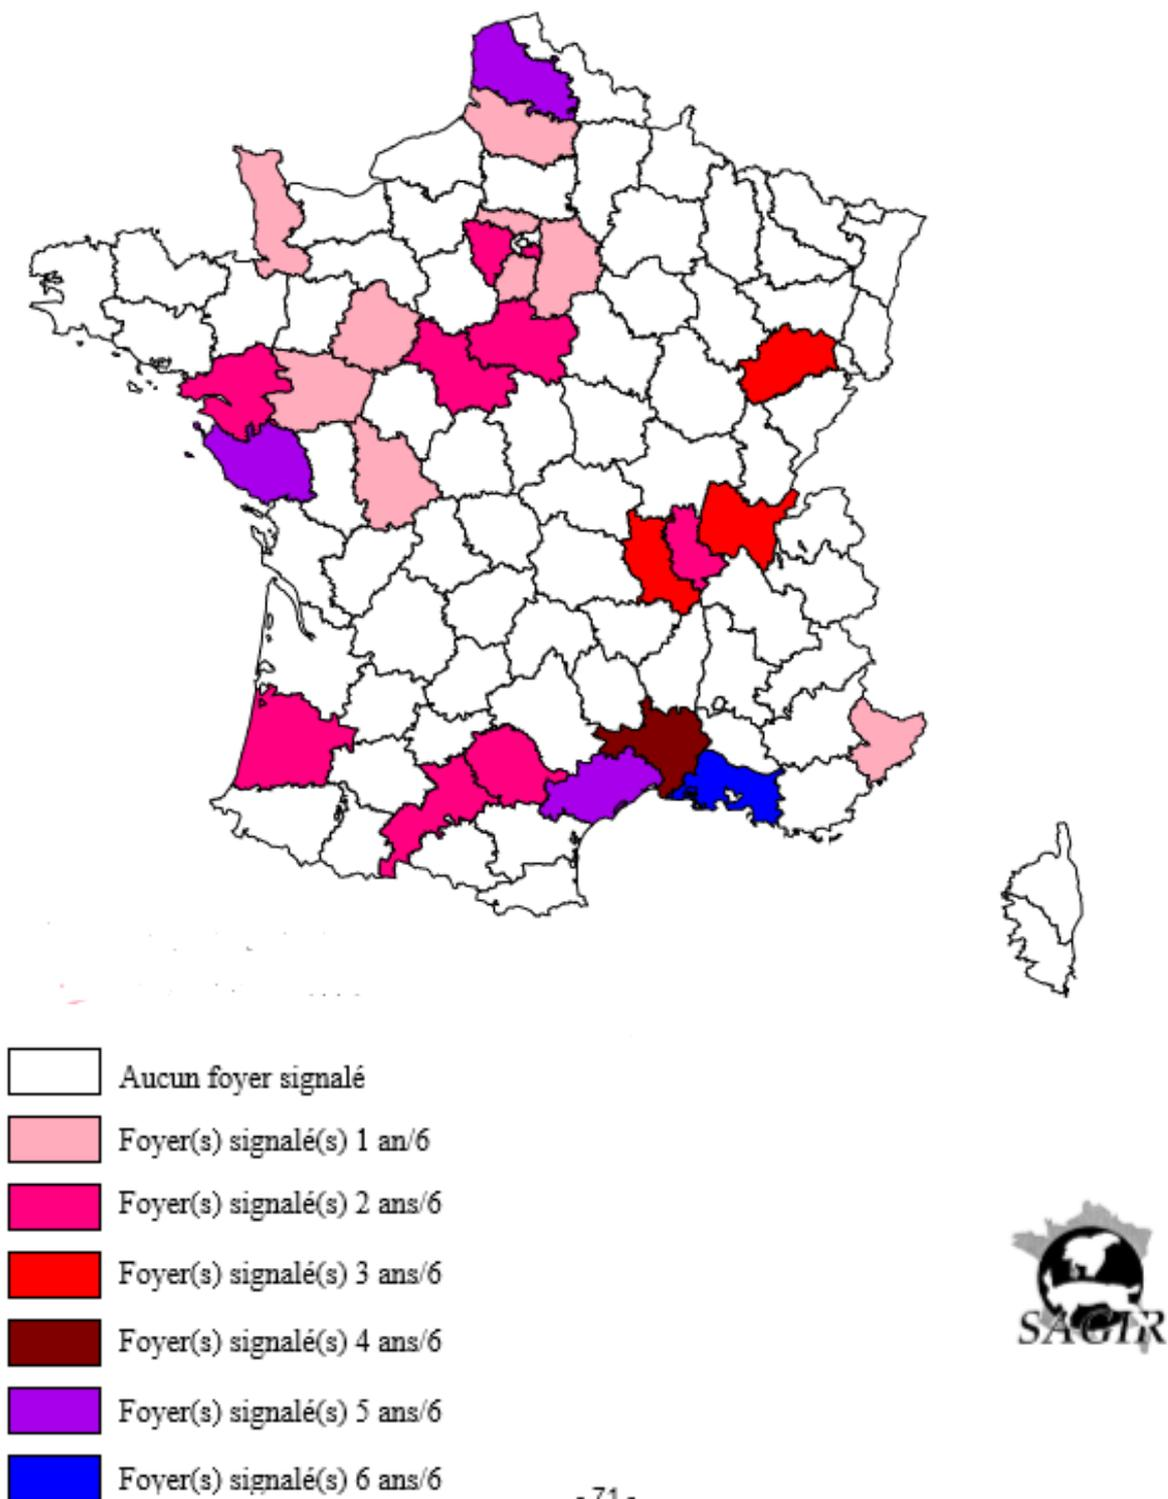 Aucun foyer signalé
Foyer(s) signalé(s) 1 an/6
Foyer(s) signalé(s) 2 ans/6
Foyer(s) signalé(s) 3 ans/6
Foyer(s) signalé(s) 4 ans/6
Foyer(s) signalé(s) 5 ans/6
Foyer(s) signalé(s) 6 ans/6
SAGIR
- 71 -